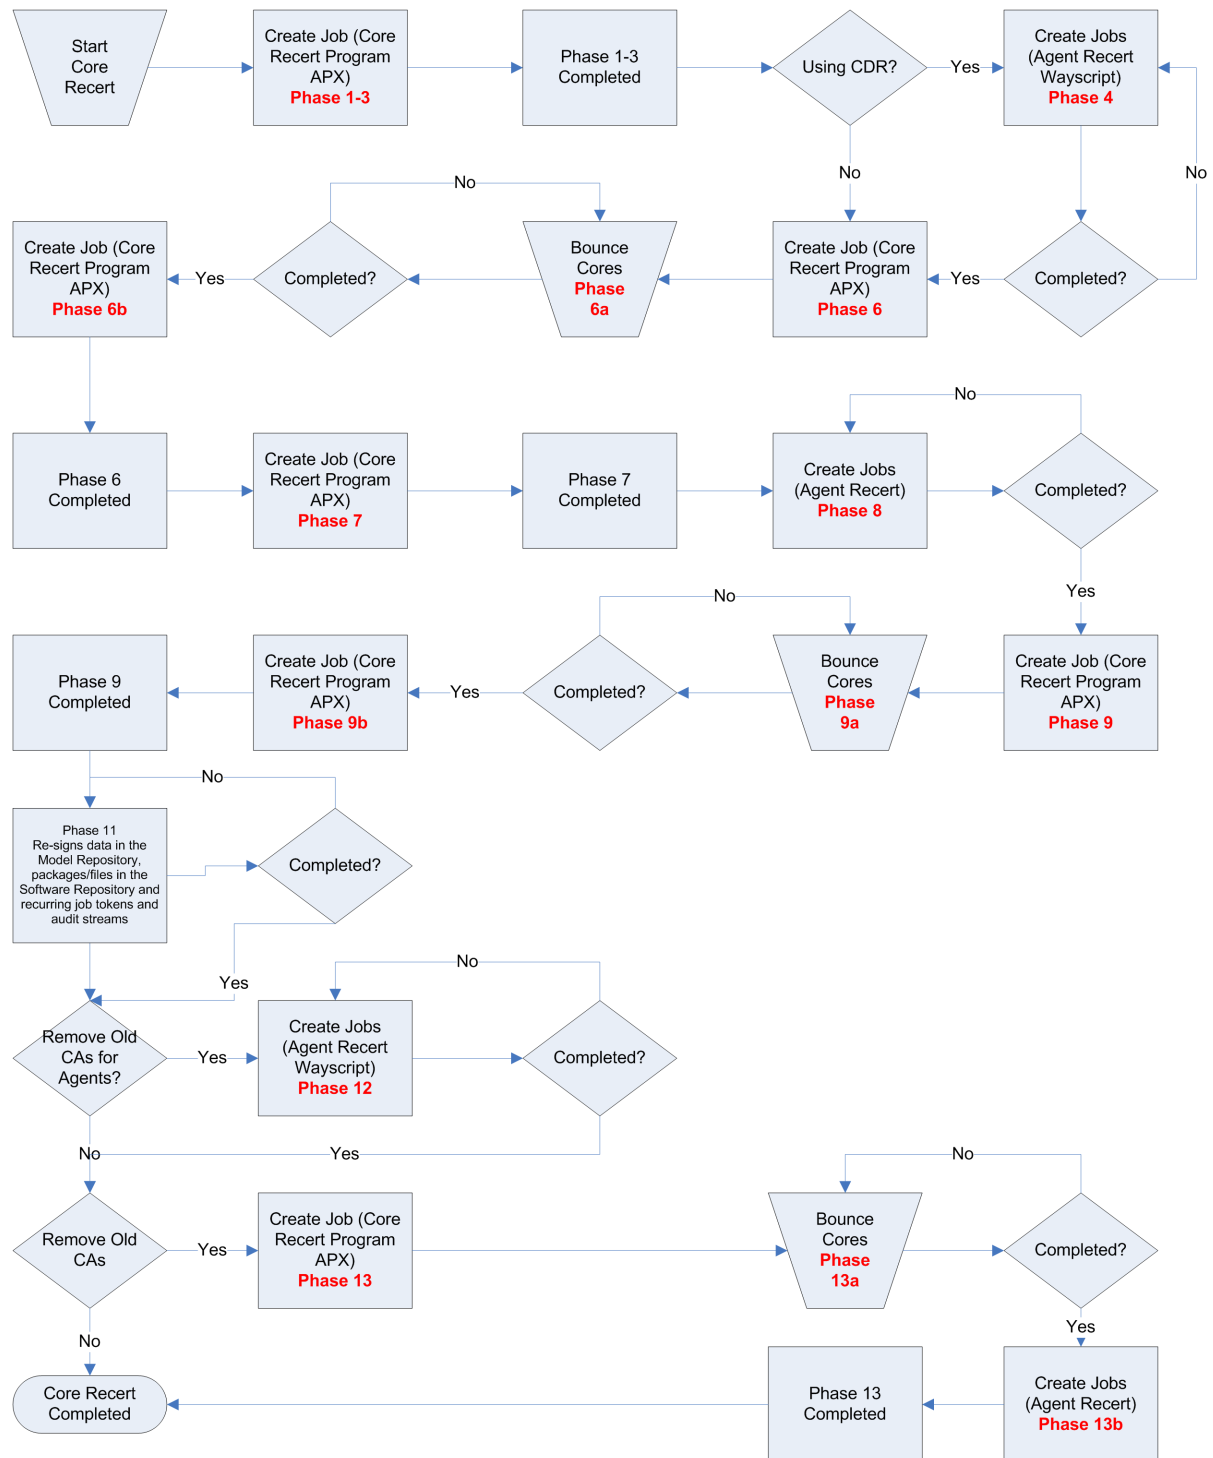 Start
Core
Recert
Create Job (Core
Recert Program
APX)
Phase 1-3
Phase 1-3
Completed
Using CDR?
Yes
Create Jobs
(Agent Recert
Wayscript)
Phase 4
No
No
No
Create Job (Core
Recert Program
APX)
Phase 6b
Yes
Completed?
Bounce
Cores
Phase
6a
Create Job (Core
Recert Program
APX)
Phase 6
Yes
Completed?
No
Phase 6
Completed
Create Job (Core
Recert Program
APX)
Phase 7
Phase 7
Completed
Create Jobs
(Agent Recert)
Phase 8
Completed?
Yes
No
Phase 9
Completed
Create Job (Core
Recert Program
APX)
Phase 9b
Yes
Completed?
Bounce
Cores
Phase
9a
Create Job (Core
Recert Program
APX)
Phase 9
No
Phase 11
Re-signs data in the
Model Repository,
packages/files in the
Software Repository and
recurring job tokens and
audit streams
Completed?
Yes
No
Remove Old
CAs for
Agents?
Yes
Create Jobs
(Agent Recert
Wayscript)
Phase 12
Completed?
No
Yes
No
Remove Old
CAs
Yes
Create Job (Core
Recert Program
APX)
Phase 13
Bounce
Cores
Phase
13a
Completed?
No
Yes
Core Recert
Completed
Phase 13
Completed
Create Jobs
(Agent Recert)
Phase 13b